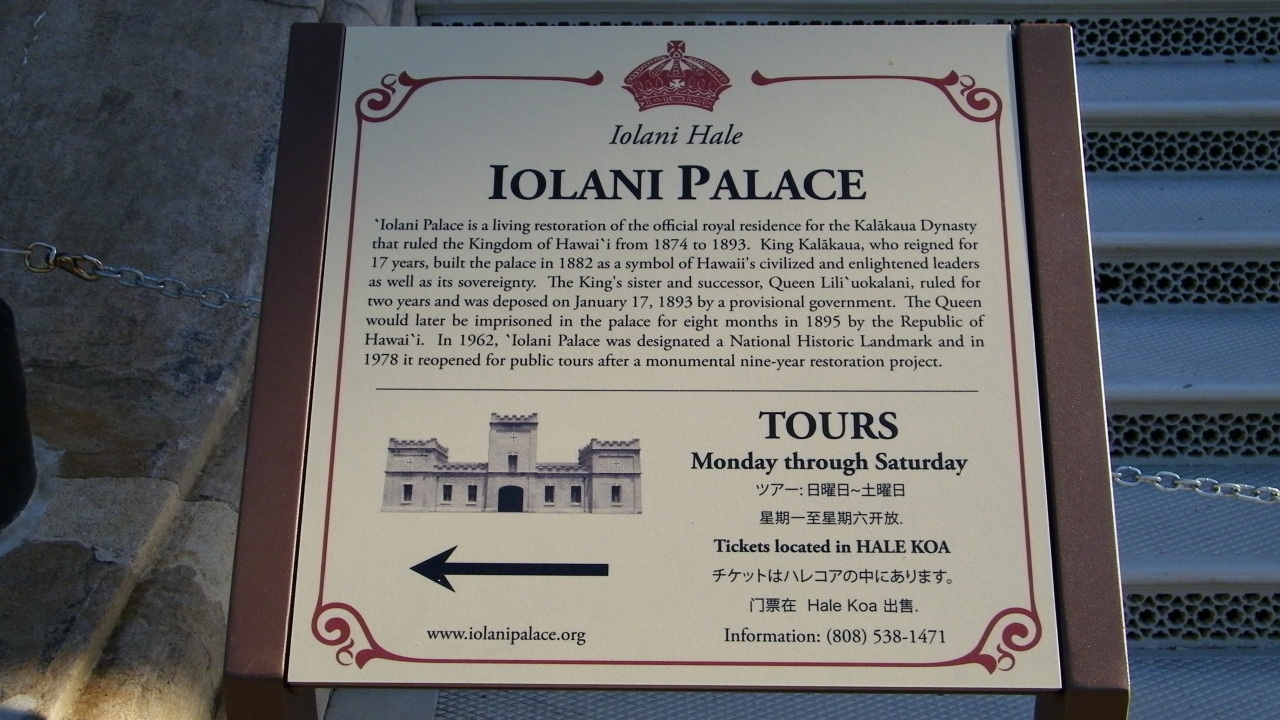 Iolani Hale
IOLANI PALACE
`Iolani Palace is a living restoration of the official royal residence for the Kalākaua Dynasty
that ruled the Kingdom of Hawai`i from 1874 to 1893. King Kalākaua, who reigned for
17 years, built the palace in 1882 as a symbol of Hawaii's civilized and enlightened leaders
as well as its sovereignty. The King's sister and successor, Queen Lili`uokalani, ruled for
two years and was deposed on January 17, 1893 by a provisional government. The Queen
would later be imprisoned in the palace for eight months in 1895 by the Republic of
Hawai`i. In 1962, `Iolani Palace was designated a National Historic Landmark and in
1978 it reopened for public tours after a monumental nine-year restoration project.
TOURS
Monday through Saturday
ツアー: 日曜日~土曜日
星期一至星期六开放.
Tickets located in HALE KOA
チケットはハレコアの中にあります。
门票在 Hale Koa 出售.
www.iolanipalace.org
Information: (808) 538-1471